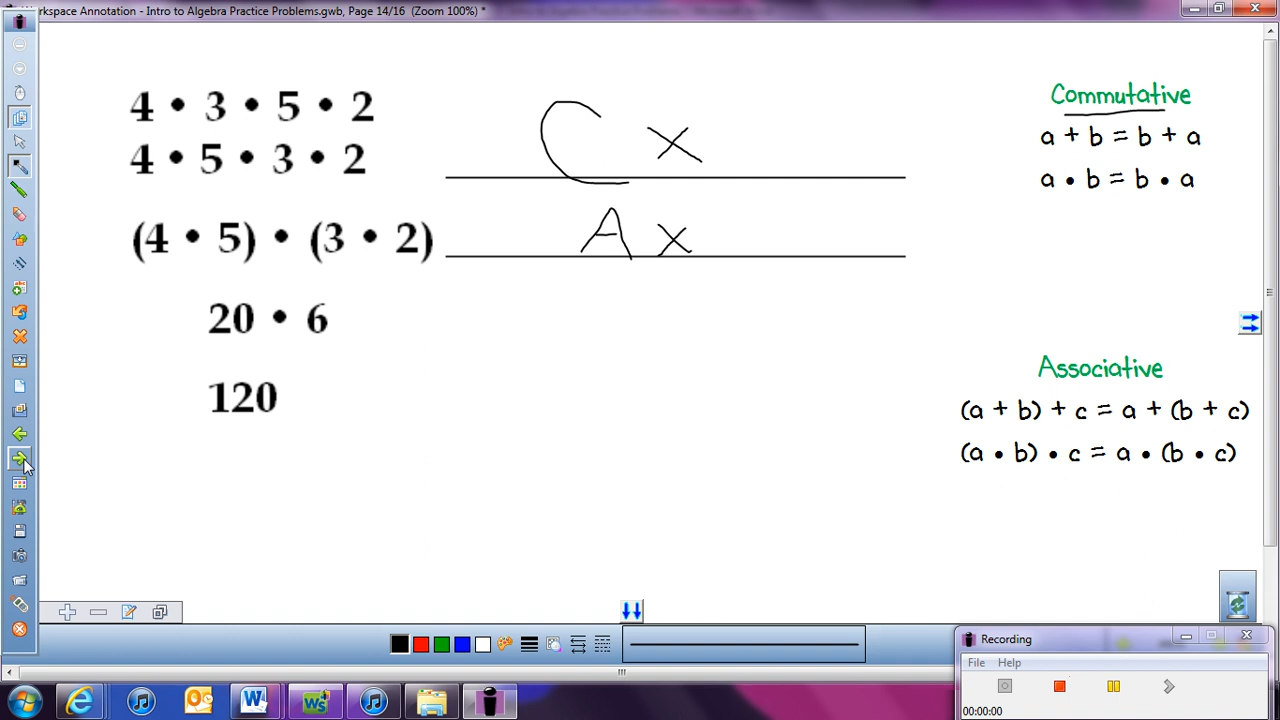 Workspace Annotation - Intro to Algebra Practice Problems.gwb, Page 14/16 (Zoom 100%) *
4 • 3 • 5 • 2
4 • 5 • 3 • 2
C x
(4 • 5) • (3 • 2)
A x
20 • 6
120
Commutative
a + b = b + a
a • b = b • a
Associative
(a + b) + c = a + (b + c)
(a • b) • c = a • (b • c)
Recording
File Help
00:00:00